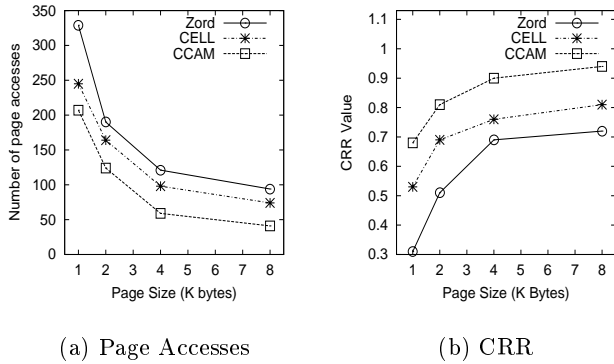 350
300
250
200
150
100
50
0
Number of page accesses
Zord
CELL
CCAM
1 2 3 4 5 6 7 8
Page Size (K bytes)
(a) Page Accesses
1.1
1
0.9
0.8
0.7
0.6
0.5
0.4
0.3
CRR Value
Zord
CELL
CCAM
1 2 3 4 5 6 7 8
Page Size (K Bytes)
(b) CRR